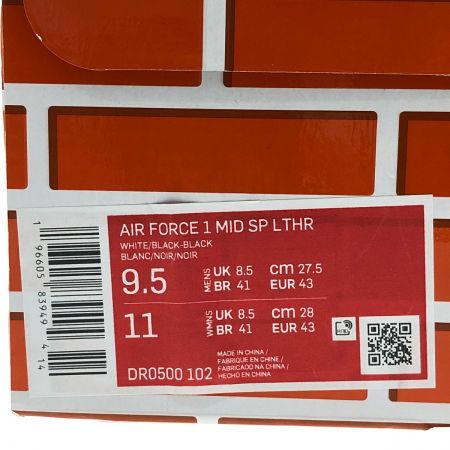 AIR FORCE 1 MID SP LTHR
WHITE/BLACK-BLACK
BLANC/NOIR/NOIR
9.5 MENS UK 8.5 cm 27.5
BR 41 EUR 43
11 WMNS UK 8.5 cm 28
BR 41 EUR 43
MADE IN CHINA /
FABRIQUE EN CHINE /
FABRICADO NA CHINA /
HECHO EN CHINA
DR0500 102
1 96605 83949 4 14